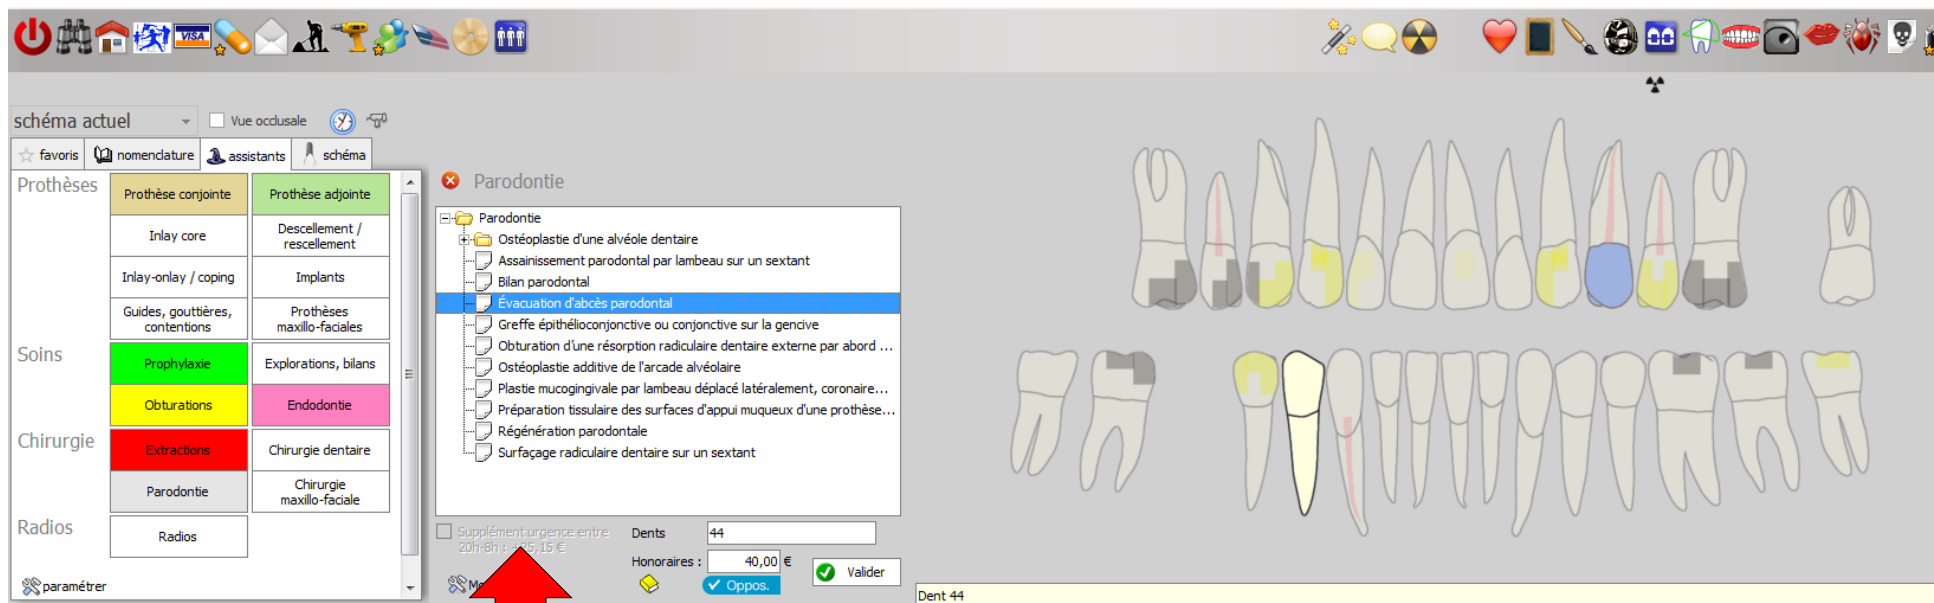 VISA
schéma actuel
Vue occlusale
favoris
nomenclature
assistants
schéma
Prothèses
Prothèse conjointe
Prothèse adjointe
Inlay core
Descellement /
rescellement
Inlay-onlay / coping
Implants
Guides, gouttières,
contentions
Prothèses
maxillo-faciales
Soins
Prophylaxie
Explorations, bilans
Obturations
Endodontie
Chirurgie
Extractions
Chirurgie dentaire
Parodontie
Chirurgie
maxillo-faciale
Radios
Radios
paramétrer
Parodontie
Parodontie
Ostéoplastie d'une alvéole dentaire
Assainissement parodontal par lambeau sur un sextant
Bilan parodontal
Évacuation d'abcès parodontal
Greffe épithélioconjonctive ou conjonctive sur la gencive
Obturation d'une résorption radiculaire dentaire externe par abord ...
Ostéoplastie additive de l'arcade alvéolaire
Plastie mucogingivale par lambeau déplacé latéralement, coronaire...
Préparation tissulaire des surfaces d'appui muqueux d'une prothèse...
Régénération parodontale
Surfaçage radiculaire dentaire sur un sextant
Supplément urgence entre
20h-8h : +25,15 €
Dents
44
Honoraires :
40,00 €
Oppos.
Valider
Dent 44